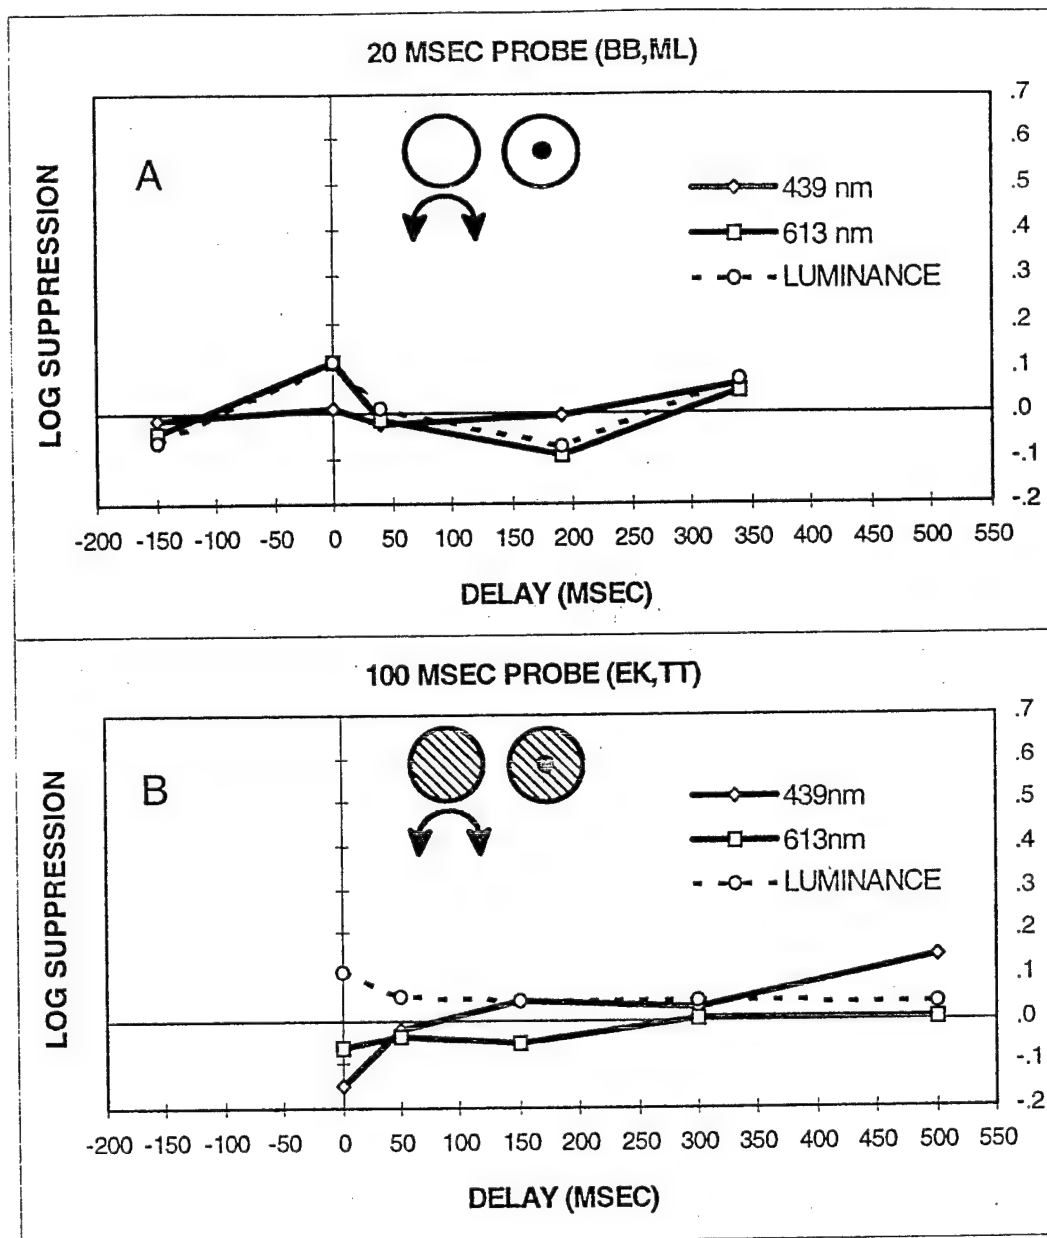 20 MSEC PROBE (BB,ML)
A
LOG SUPPRESSION
439 nm
613 nm
LUMINANCE
.7
.6
.5
.4
.3
.2
.1
.0
-.1
-.2
-200 -150 -100 -50 0 50 100 150 200 250 300 350 400 450 500 550
DELAY (MSEC)
100 MSEC PROBE (EK,TT)
B
LOG SUPPRESSION
439nm
613nm
LUMINANCE
.7
.6
.5
.4
.3
.2
.1
.0
-.1
-.2
-200 -150 -100 -50 0 50 100 150 200 250 300 350 400 450 500 550
DELAY (MSEC)